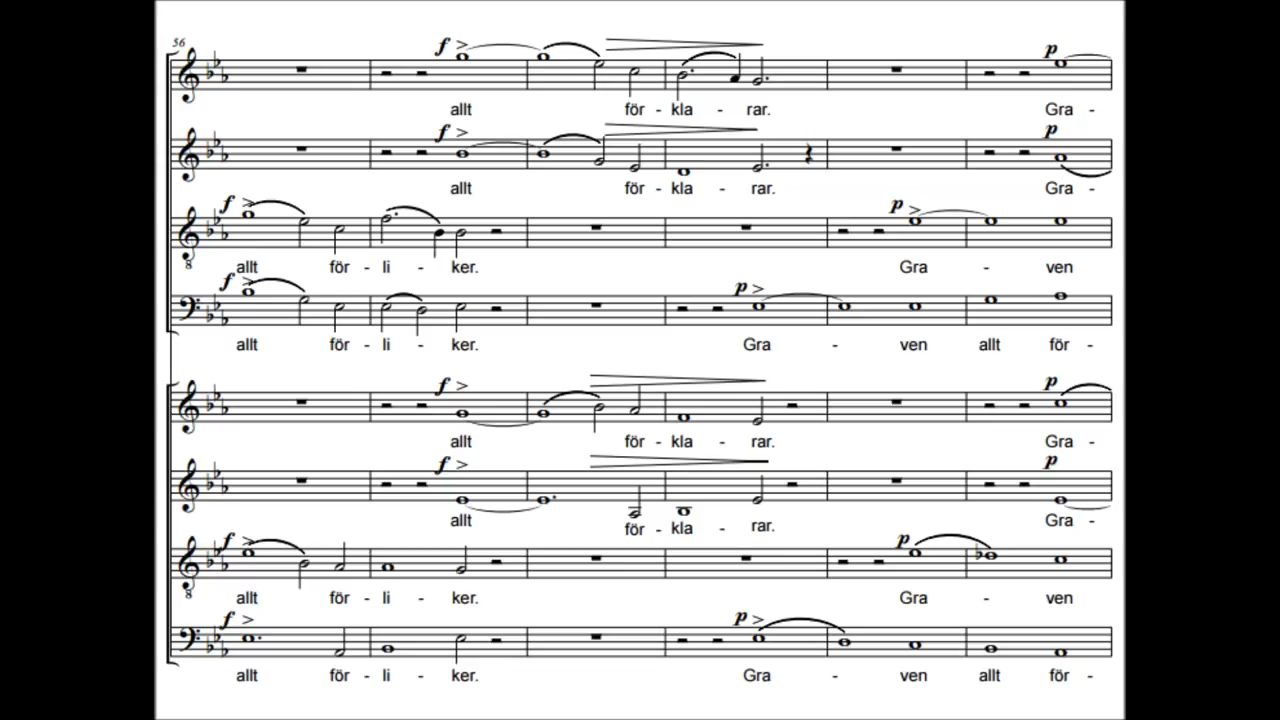 56
f
p
allt för - kla - rar. Gra -
f
p
allt för - kla - rar. Gra -
f
p
allt för - li - ker. Gra - ven
f
p
allt för - li - ker. Gra - ven allt för -
f
p
allt för - kla - rar. Gra -
f
p
allt för - kla - rar. Gra -
f
p
allt för - li - ker. Gra - ven
f
p
allt för - li - ker. Gra - ven allt för -